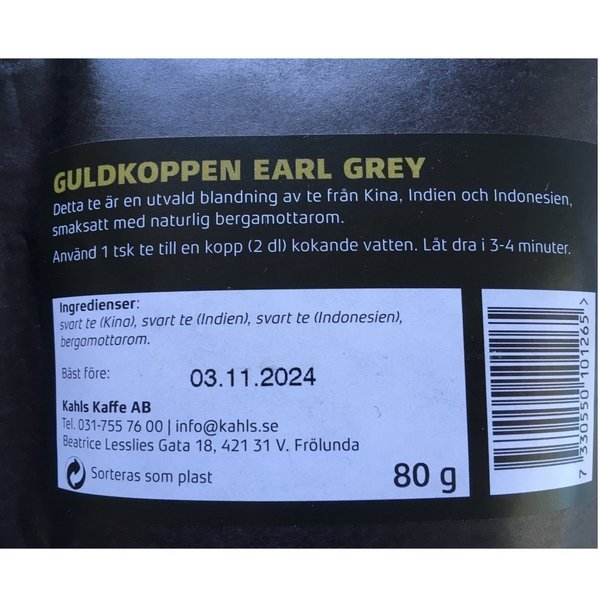 GULDKOPPEN EARL GREY
Detta te är en utvald blandning av te från Kina, Indien och Indonesien,
smaksatt med naturlig bergamottarom.
Använd 1 tsk te till en kopp (2 dl) kokande vatten. Låt dra i 3-4 minuter.
Ingredienser:
svart te (Kina), svart te (Indien), svart te (Indonesien),
bergamottarom.
Bäst före: 03.11.2024
Kahls Kaffe AB
Tel. 031-755 76 00 | info@kahls.se
Beatrice Lesslies Gata 18, 421 31 V. Frölunda
Sorteras som plast 80 g
7 330550 101265 >